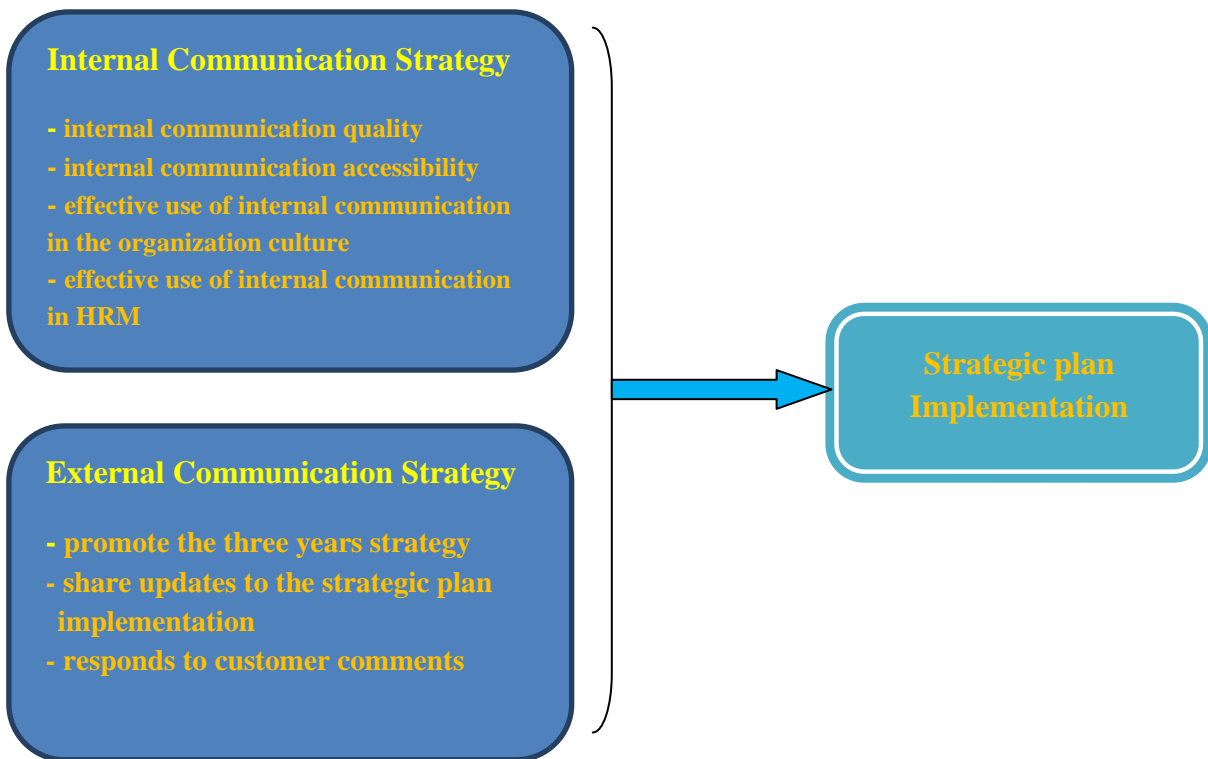 Internal Communication Strategy
- internal communication quality
- internal communication accessibility
- effective use of internal communication
in the organization culture
- effective use of internal communication
in HRM
External Communication Strategy
- promote the three years strategy
- share updates to the strategic plan
implementation
- responds to customer comments
Strategic plan
Implementation